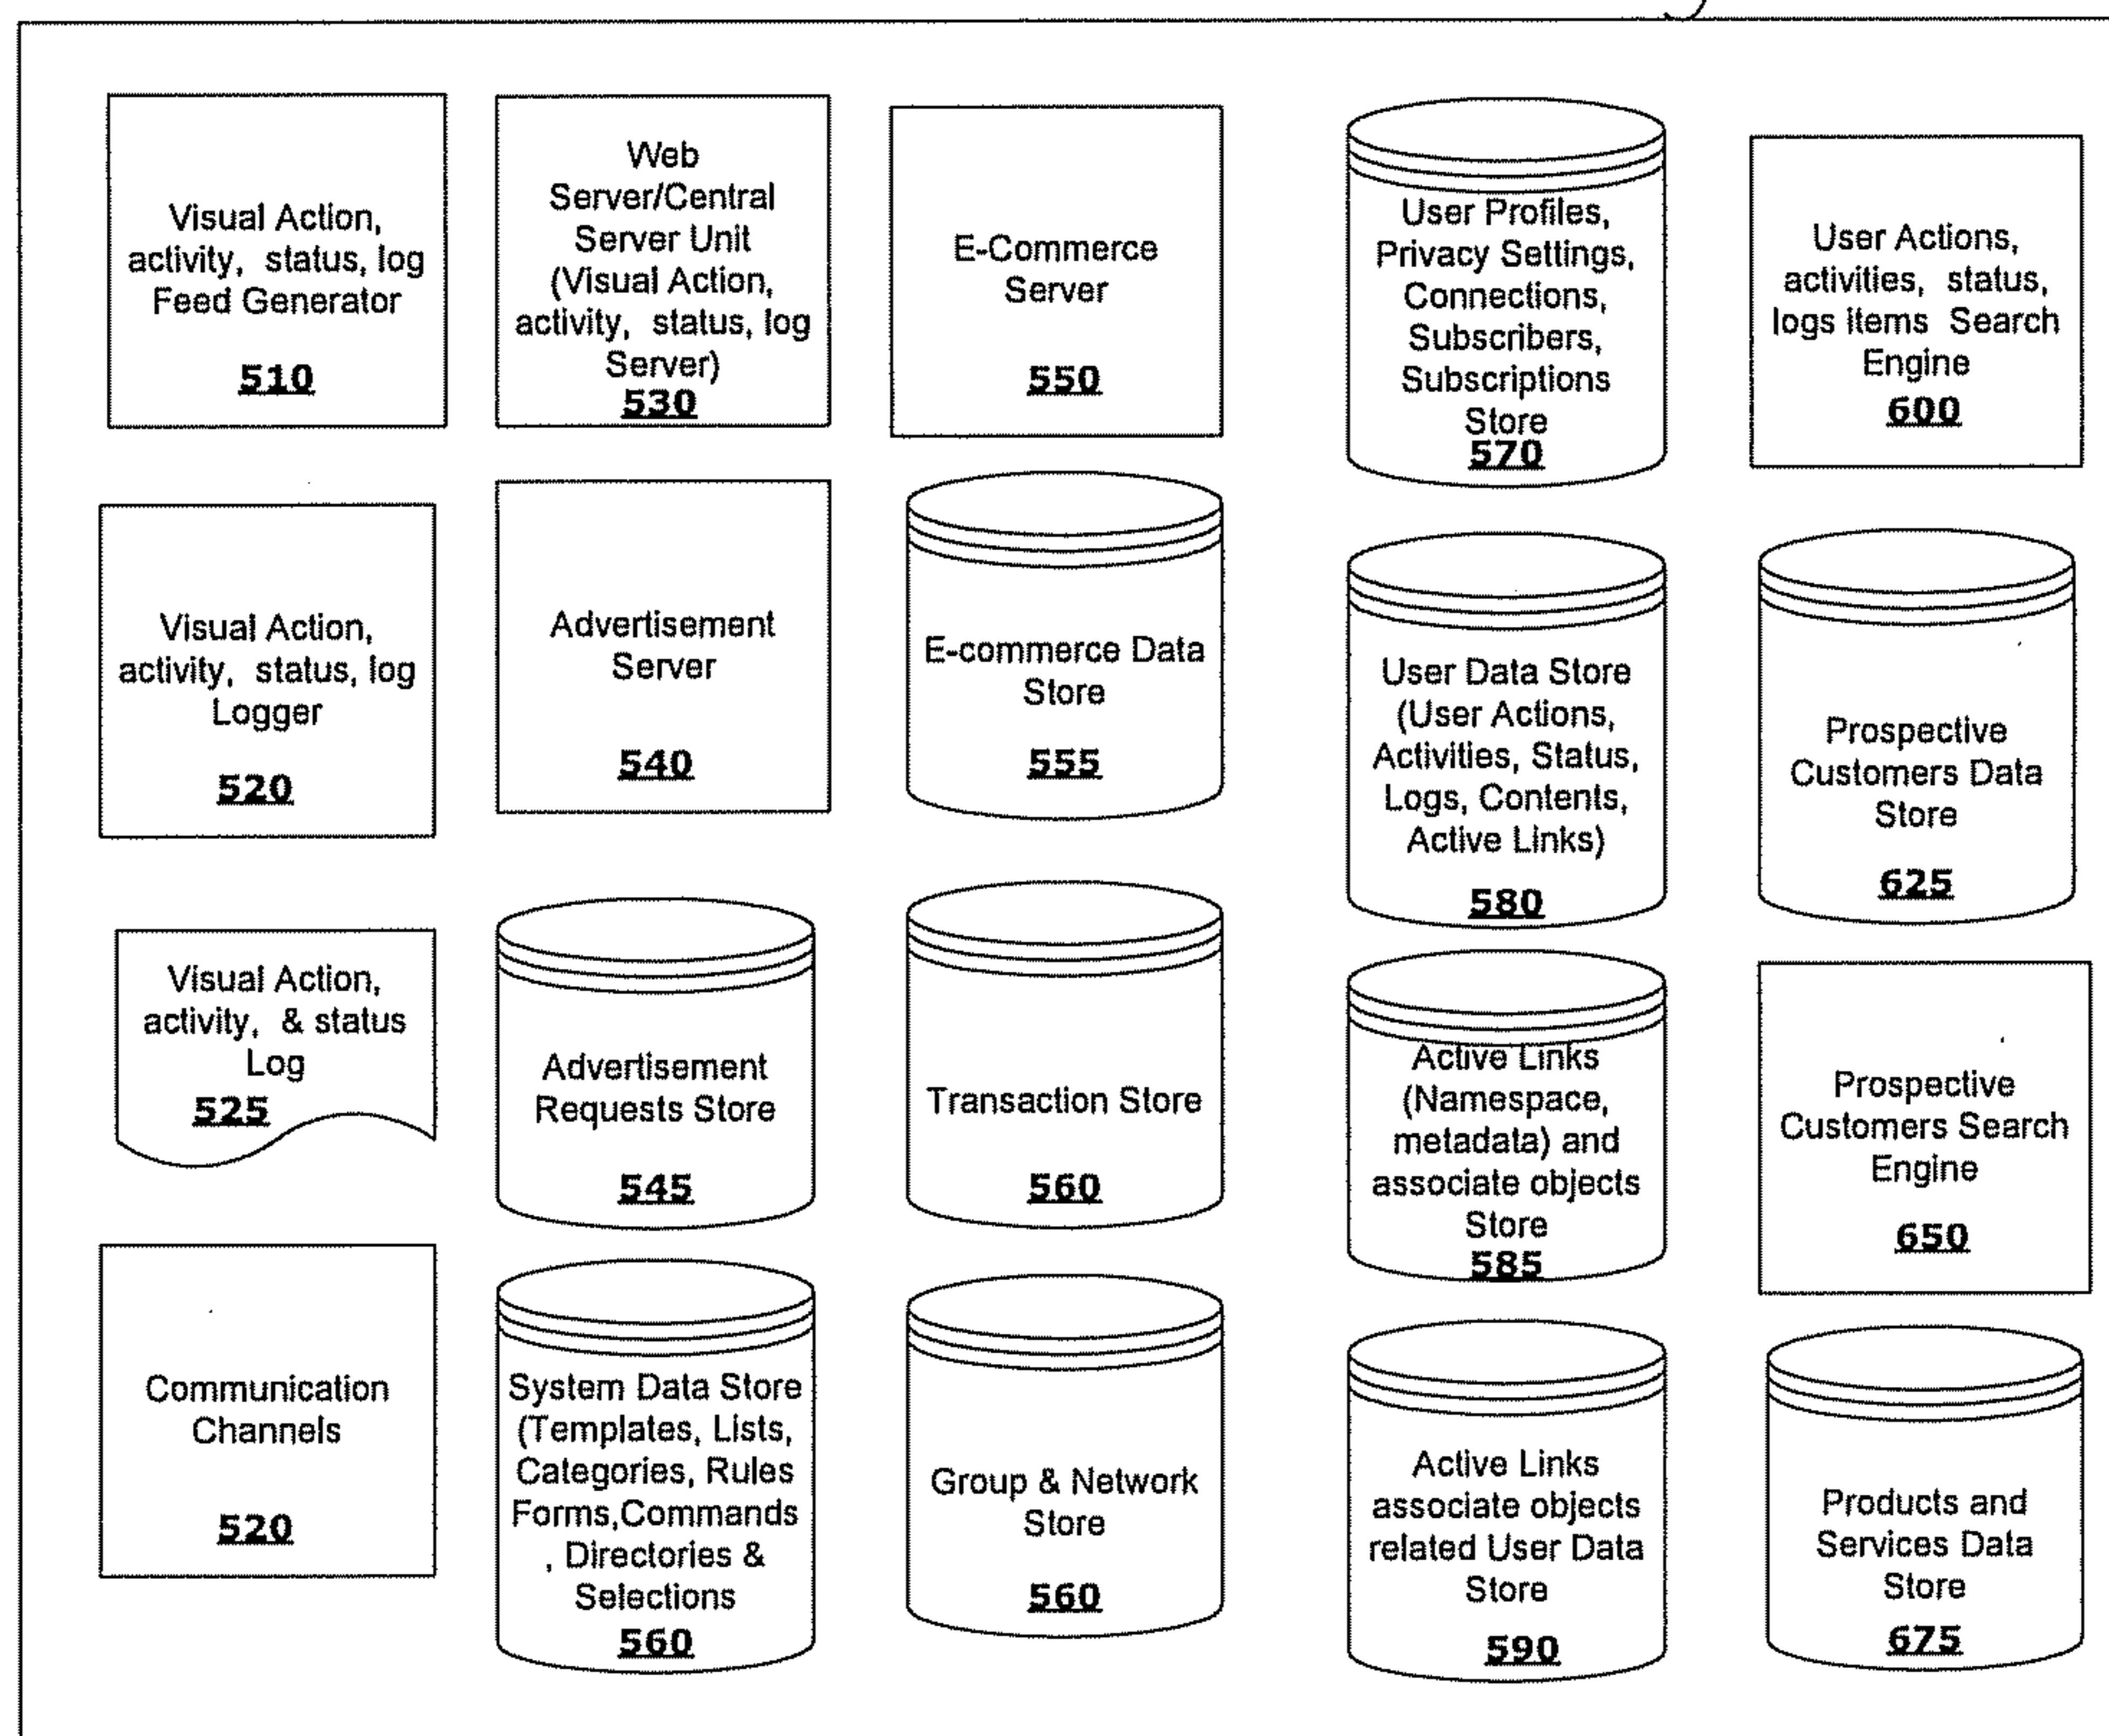 Visual Action,
activity, status, log
Feed Generator
510
Web
Server/Central
Server Unit
(Visual Action,
activity, status, log
Server)
530
E-Commerce
Server
550
User Profiles,
Privacy Settings,
Connections,
Subscribers,
Subscriptions
Store
570
User Actions,
activities, status,
logs items Search
Engine
600
Visual Action,
activity, status, log
Logger
520
Advertisement
Server
540
E-commerce Data
Store
555
User Data Store
(User Actions,
Activities, Status,
Logs, Contents,
Active Links)
580
Prospective
Customers Data
Store
625
Visual Action,
activity, & status
Log
525
Advertisement
Requests Store
545
Transaction Store
560
Active Links
(Namespace,
metadata) and
associate objects
Store
585
Prospective
Customers Search
Engine
650
Communication
Channels
520
System Data Store
(Templates, Lists,
Categories, Rules
Forms,Commands
, Directories &
Selections
560
Group & Network
Store
560
Active Links
associate objects
related User Data
Store
590
Products and
Services Data
Store
675